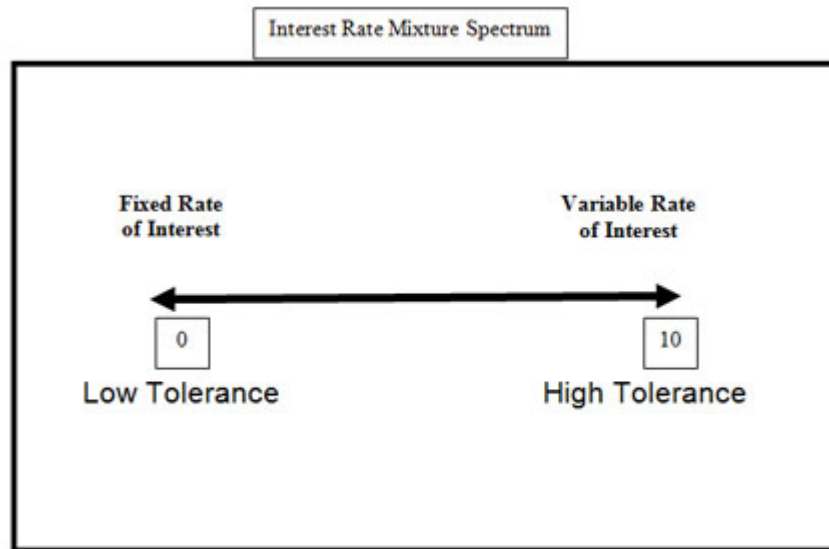 Interest Rate Mixture Spectrum
Fixed Rate
of Interest
Variable Rate
of Interest
0
10
Low Tolerance
High Tolerance